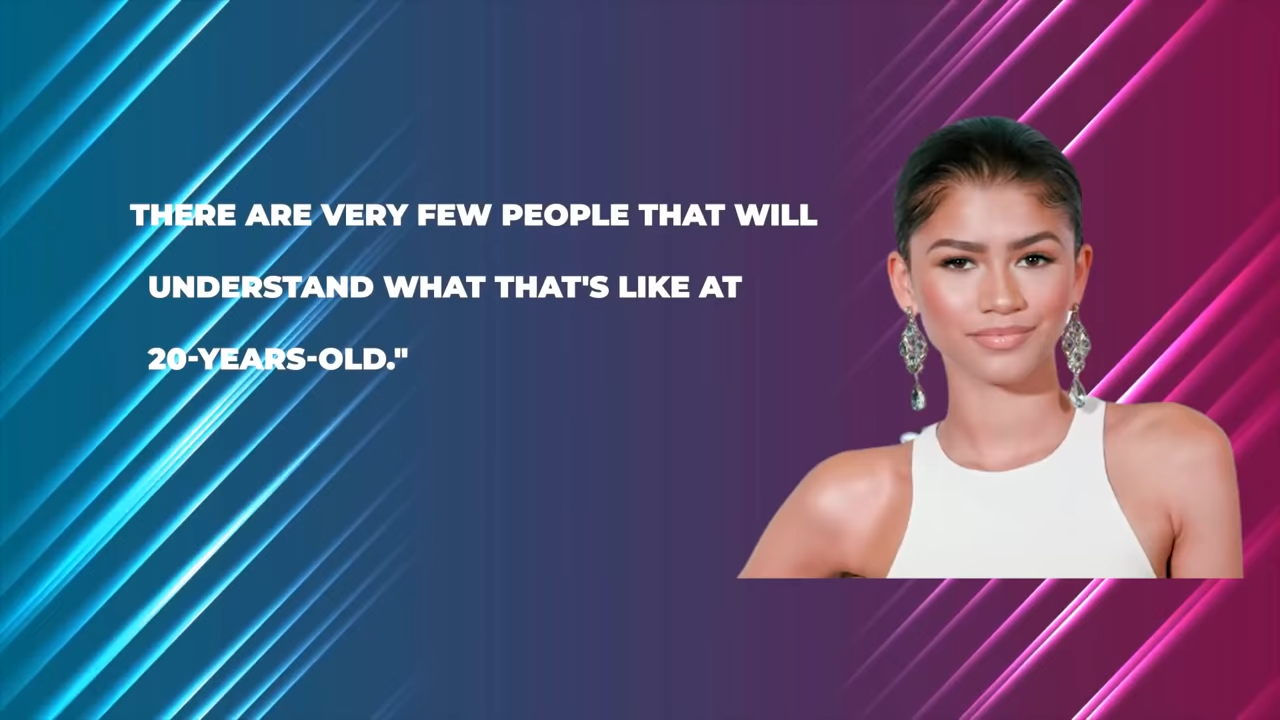 THERE ARE VERY FEW PEOPLE THAT WILL
UNDERSTAND WHAT THAT'S LIKE AT
20-YEARS-OLD."